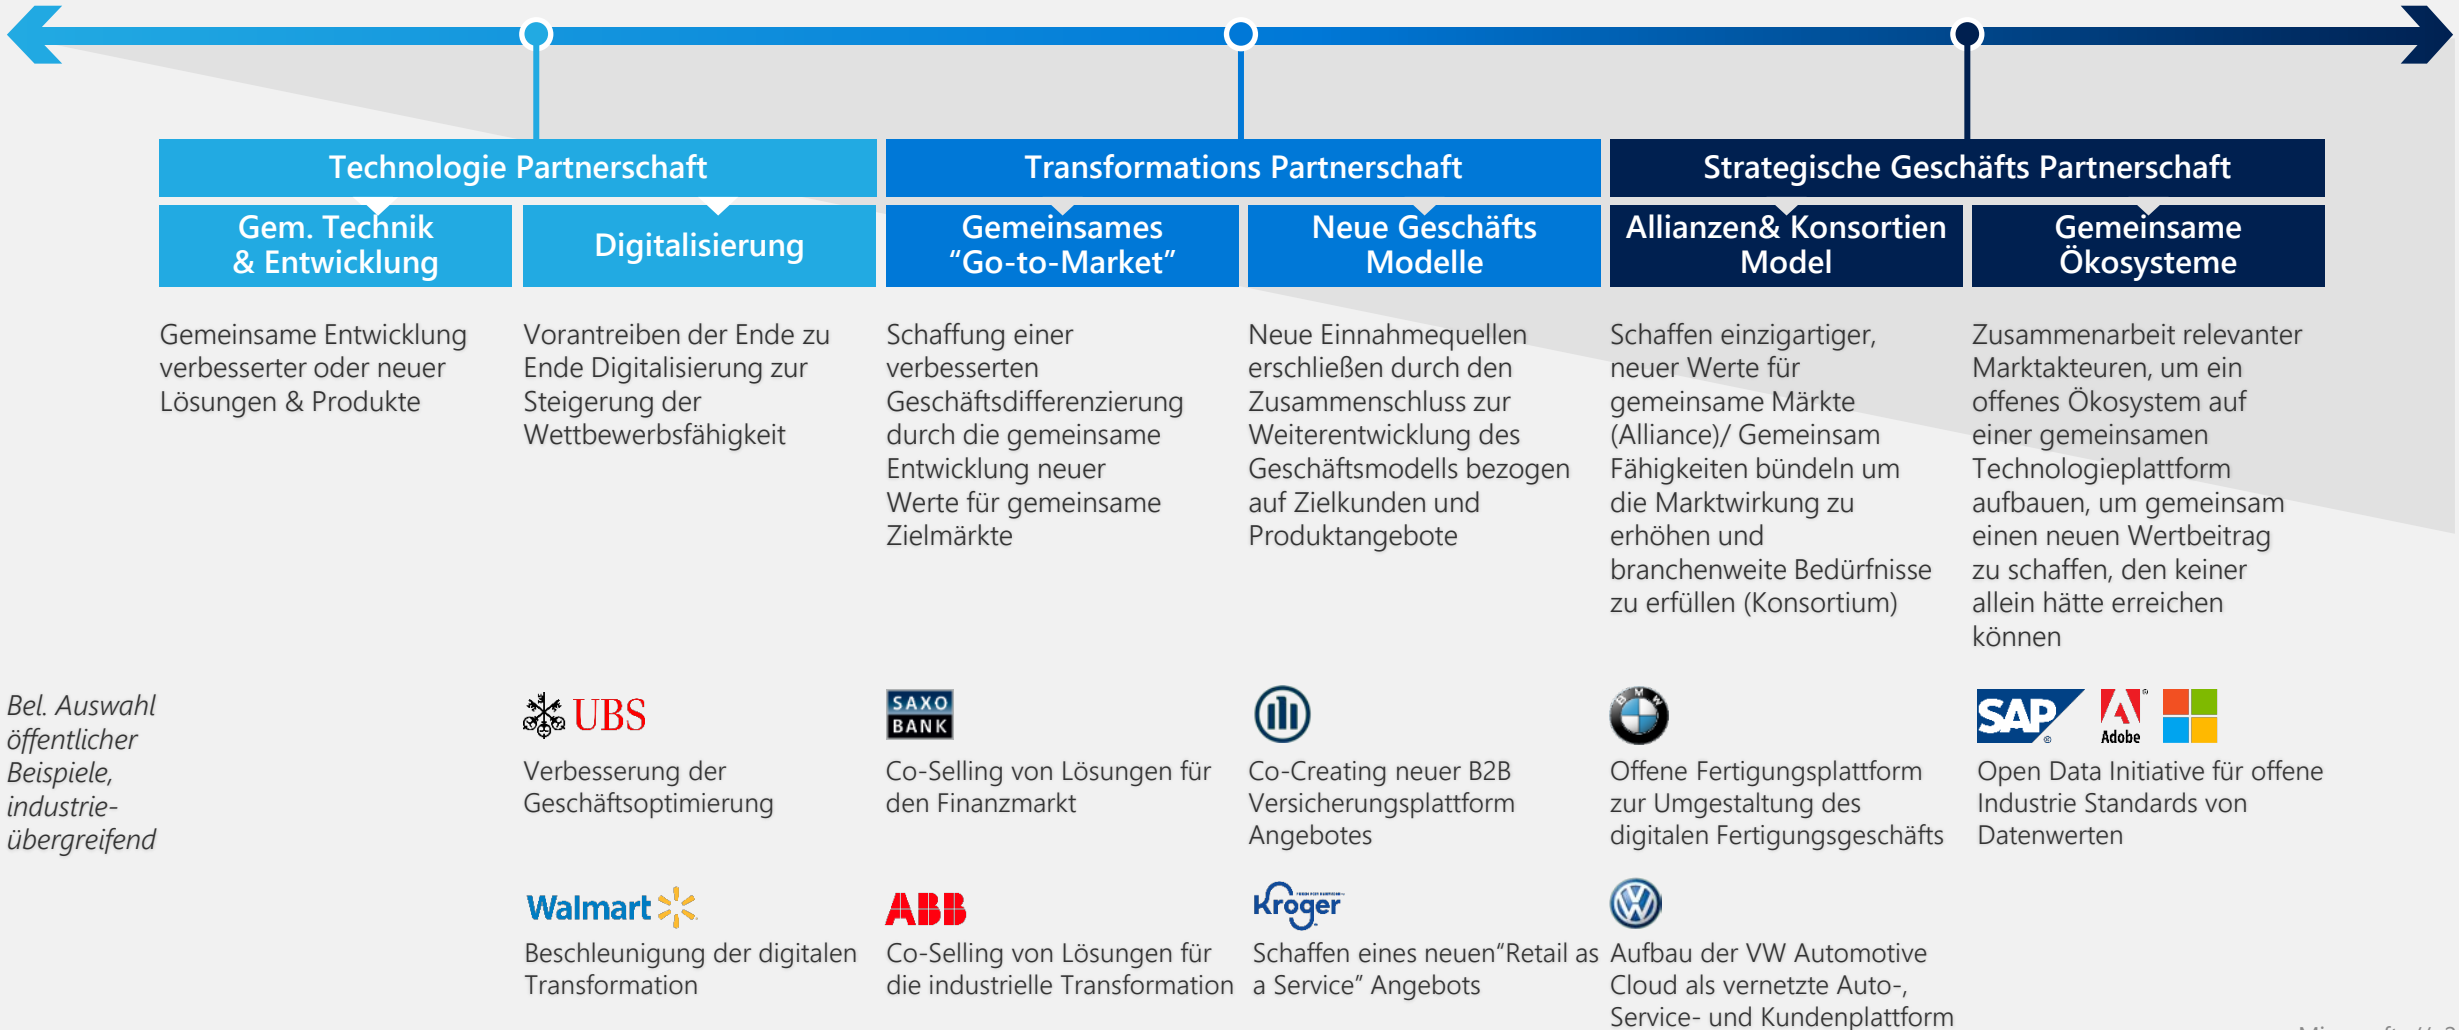 Technologie Partnerschaft
Transformations Partnerschaft
Strategische Geschäfts Partnerschaft
Gem. Technik
& Entwicklung
Digitalisierung
Gemeinsames
“Go-to-Market”
Neue Geschäfts
Modelle
Allianzen& Konsortien
Model
Gemeinsame
Ökosysteme
Gemeinsame Entwicklung
verbesserter oder neuer
Lösungen & Produkte
Vorantreiben der Ende zu
Ende Digitalisierung zur
Steigerung der
Wettbewerbsfähigkeit
Schaffung einer
verbesserten
Geschäftsdifferenzierung
durch die gemeinsame
Entwicklung neuer
Werte für gemeinsame
Zielmärkte
Neue Einnahmequellen
erschließen durch den
Zusammenschluss zur
Weiterentwicklung des
Geschäftsmodells bezogen
auf Zielkunden und
Produktangebote
Schaffen einzigartiger,
neuer Werte für
gemeinsame Märkte
(Alliance)/ Gemeinsam
Fähigkeiten bündeln um
die Marktwirkung zu
erhöhen und
branchenweite Bedürfnisse
zu erfüllen (Konsortium)
Zusammenarbeit relevanter
Marktakteuren, um ein
offenes Ökosystem auf
einer gemeinsamen
Technologieplattform
aufbauen, um gemeinsam
einen neuen Wertbeitrag
zu schaffen, den keiner
allein hätte erreichen
können
Bel. Auswahl
öffentlicher
Beispiele,
industrie-
übergreifend
UBS
Verbesserung der
Geschäftsoptimierung
SAXO
BANK
Co-Selling von Lösungen für
den Finanzmarkt
Co-Creating neuer B2B
Versicherungsplattform
Angebotes
BMW
Offene Fertigungsplattform
zur Umgestaltung des
digitalen Fertigungsgeschäfts
SAP
Adobe
Open Data Initiative für offene
Industrie Standards von
Datenwerten
Walmart
Beschleunigung der digitalen
Transformation
ABB
Co-Selling von Lösungen für
die industrielle Transformation
Kroger
Schaffen eines neuen“Retail as
a Service” Angebots
VW
Aufbau der VW Automotive
Cloud als vernetzte Auto-,
Service- und Kundenplattform